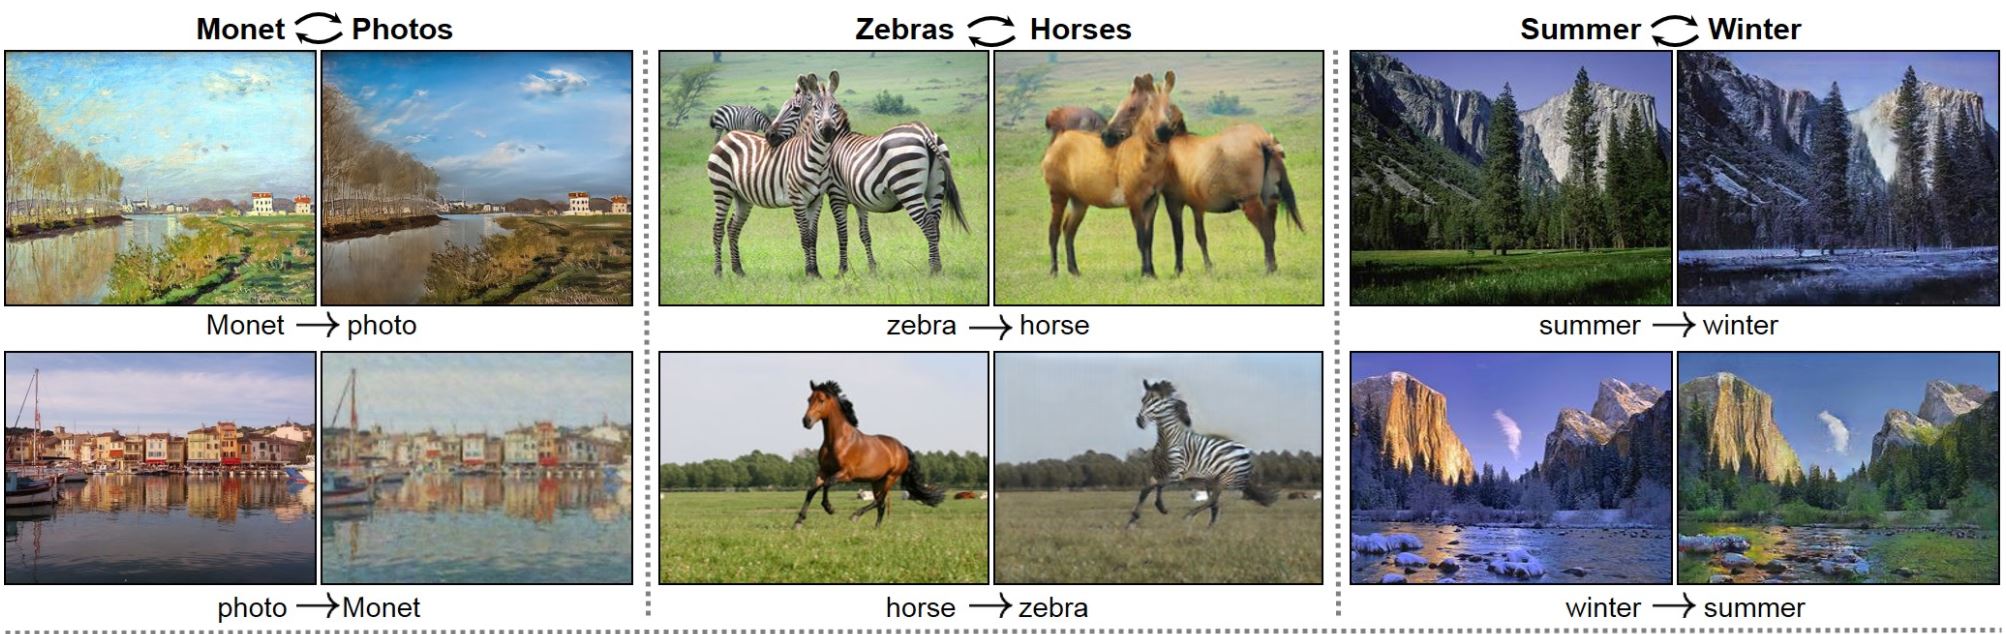 Monet Photos
Zebras Horses
Summer Winter
Monet → photo
zebra → horse
summer → winter
photo → Monet
horse → zebra
winter → summer